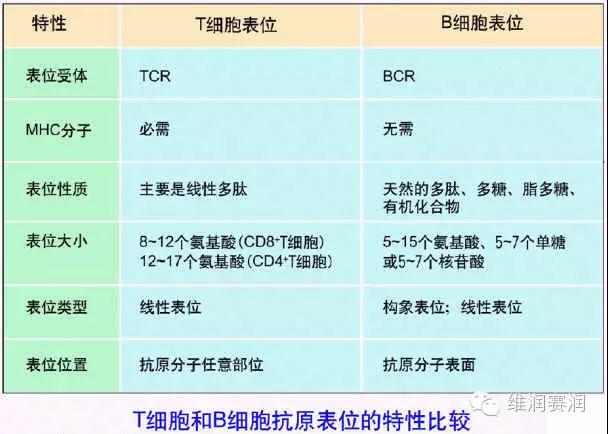 特性 T细胞表位 B细胞表位
表位受体 TCR BCR
MHC分子 必需 无需
表位性质 主要是线性多肽 天然的多肽、多糖、脂多糖、
有机化合物
表位大小 8~12个氨基酸(CD8+T细胞) 5~15个氨基酸、5~7个单糖
12~17个氨基酸(CD4+T细胞) 或5~7个核苷酸
表位类型 线性表位 构象表位；线性表位
表位位置 抗原分子任意部位 抗原分子表面
维润赛润
T细胞和B细胞抗原表位的特性比较